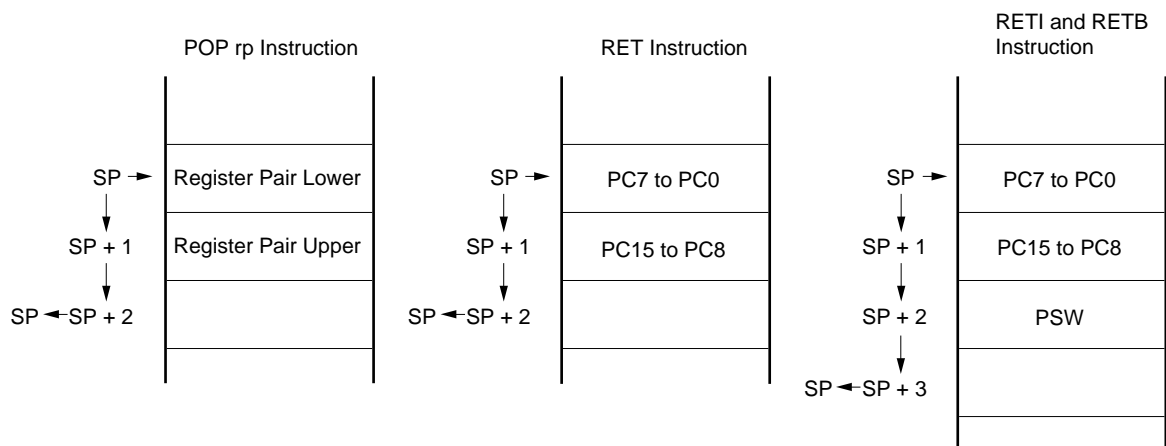 POP rp Instruction
SP
Register Pair Lower
SP + 1
Register Pair Upper
SP
SP + 2
RET Instruction
SP
PC7 to PC0
SP + 1
PC15 to PC8
SP
SP + 2
RETI and RETB
Instruction
SP
PC7 to PC0
SP + 1
PC15 to PC8
SP + 2
PSW
SP
SP + 3